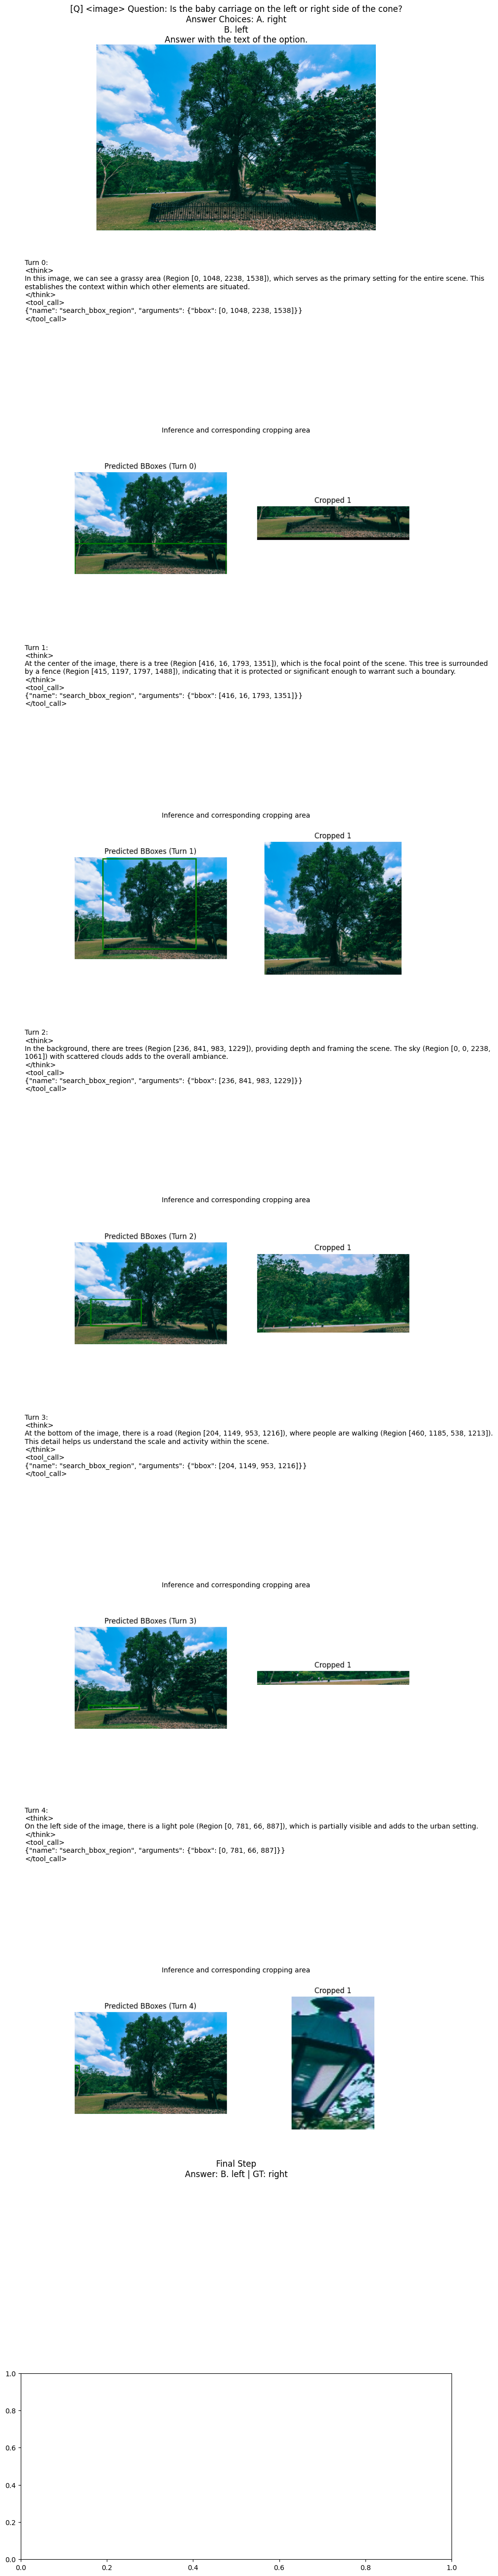 [Q] <image> Question: Is the baby carriage on the left or right side of the cone?
Answer Choices: A. right
B. left
Answer with the text of the option.
Turn 0:
<think>
In this image, we can see a grassy area (Region [0, 1048, 2238, 1538]), which serves as the primary setting for the entire scene. This
establishes the context within which other elements are situated.
</think>
<tool_call>
{"name": "search_bbox_region", "arguments": {"bbox": [0, 1048, 2238, 1538]}}
</tool_call>
Inference and corresponding cropping area
Predicted BBoxes (Turn 0)
Cropped 1
Turn 1:
<think>
At the center of the image, there is a tree (Region [416, 16, 1793, 1351]), which is the focal point of the scene. This tree is surrounded
by a fence (Region [415, 1197, 1797, 1488]), indicating that it is protected or significant enough to warrant such a boundary.
</think>
<tool_call>
{"name": "search_bbox_region", "arguments": {"bbox": [416, 16, 1793, 1351]}}
</tool_call>
Inference and corresponding cropping area
Predicted BBoxes (Turn 1)
Cropped 1
Turn 2:
<think>
In the background, there are trees (Region [236, 841, 983, 1229]), providing depth and framing the scene. The sky (Region [0, 0, 2238,
1061]) with scattered clouds adds to the overall ambiance.
</think>
<tool_call>
{"name": "search_bbox_region", "arguments": {"bbox": [236, 841, 983, 1229]}}
</tool_call>
Inference and corresponding cropping area
Predicted BBoxes (Turn 2)
Cropped 1
Turn 3:
<think>
At the bottom of the image, there is a road (Region [204, 1149, 953, 1216]), where people are walking (Region [460, 1185, 538, 1213]).
This detail helps us understand the scale and activity within the scene.
</think>
<tool_call>
{"name": "search_bbox_region", "arguments": {"bbox": [204, 1149, 953, 1216]}}
</tool_call>
Inference and corresponding cropping area
Predicted BBoxes (Turn 3)
Cropped 1
Turn 4:
<think>
On the left side of the image, there is a light pole (Region [0, 781, 66, 887]), which is partially visible and adds to the urban setting.
</think>
<tool_call>
{"name": "search_bbox_region", "arguments": {"bbox": [0, 781, 66, 887]}}
</tool_call>
Inference and corresponding cropping area
Predicted BBoxes (Turn 4)
Cropped 1
Final Step
Answer: B. left | GT: right
1.0
0.8
0.6
0.4
0.2
0.0
0.0 0.2 0.4 0.6 0.8 1.0